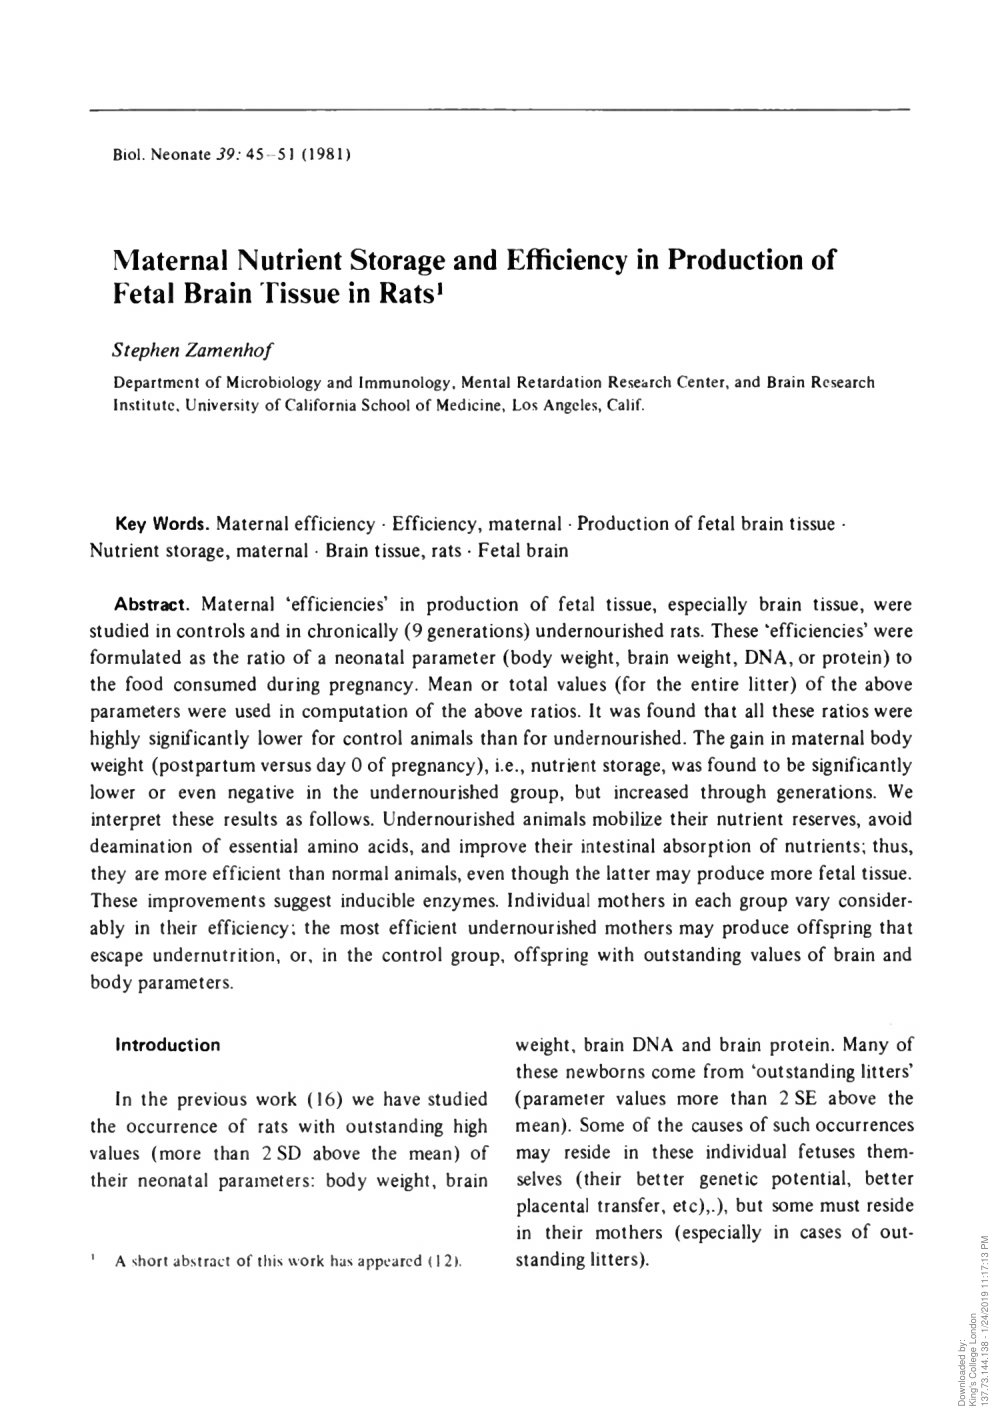 Biol. Neonate 39: 45–51 (1981)
Maternal Nutrient Storage and Efficiency in Production of
Fetal Brain Tissue in Rats¹
Stephen Zamenhof
Department of Microbiology and Immunology, Mental Retardation Research Center, and Brain Research
Institute, University of California School of Medicine, Los Angeles, Calif.
Key Words. Maternal efficiency · Efficiency, maternal · Production of fetal brain tissue ·
Nutrient storage, maternal · Brain tissue, rats · Fetal brain
Abstract. Maternal ‘efficiencies’ in production of fetal tissue, especially brain tissue, were
studied in controls and in chronically (9 generations) undernourished rats. These ‘efficiencies’ were
formulated as the ratio of a neonatal parameter (body weight, brain weight, DNA, or protein) to
the food consumed during pregnancy. Mean or total values (for the entire litter) of the above
parameters were used in computation of the above ratios. It was found that all these ratios were
highly significantly lower for control animals than for undernourished. The gain in maternal body
weight (postpartum versus day 0 of pregnancy), i.e., nutrient storage, was found to be significantly
lower or even negative in the undernourished group, but increased through generations. We
interpret these results as follows. Undernourished animals mobilize their nutrient reserves, avoid
deamination of essential amino acids, and improve their intestinal absorption of nutrients; thus,
they are more efficient than normal animals, even though the latter may produce more fetal tissue.
These improvements suggest inducible enzymes. Individual mothers in each group vary consider-
ably in their efficiency; the most efficient undernourished mothers may produce offspring that
escape undernutrition, or, in the control group, offspring with outstanding values of brain and
body parameters.
Introduction
In the previous work (16) we have studied
the occurrence of rats with outstanding high
values (more than 2 SD above the mean) of
their neonatal parameters: body weight, brain
¹ A short abstract of this work has appeared (12).
weight, brain DNA and brain protein. Many of
these newborns come from ‘outstanding litters’
(parameter values more than 2 SE above the
mean). Some of the causes of such occurrences
may reside in these individual fetuses them-
selves (their better genetic potential, better
placental transfer, etc),.), but some must reside
in their mothers (especially in cases of out-
standing litters).
Downloaded by:
King's College London
137.73.144.138 - 1/24/2019 11:17:13 PM